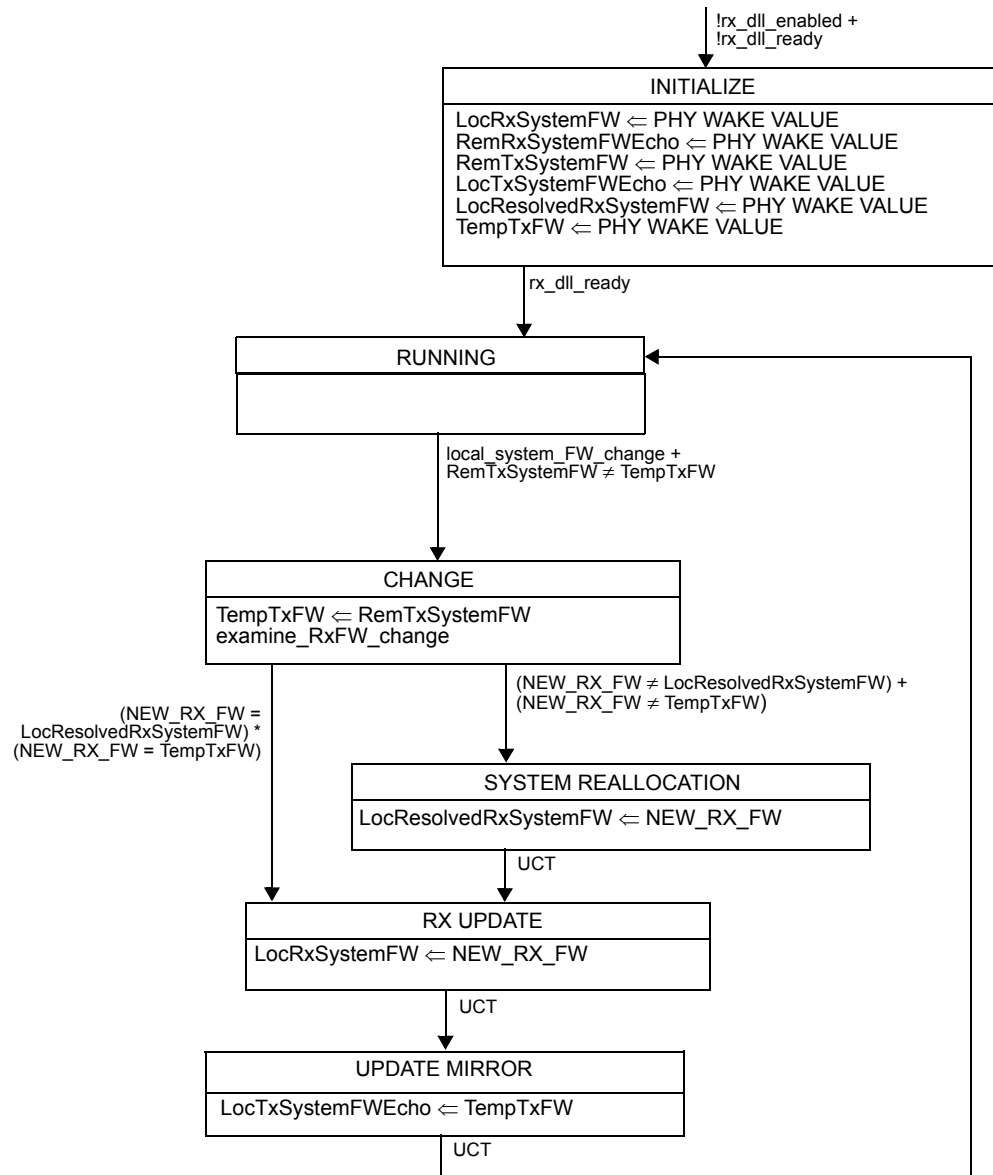 !rx_dll_enabled +
!rx_dll_ready
INITIALIZE
LocRxSystemFW ⇐ PHY WAKE VALUE
RemRxSystemFWEcho ⇐ PHY WAKE VALUE
RemTxSystemFW ⇐ PHY WAKE VALUE
LocTxSystemFWEcho ⇐ PHY WAKE VALUE
LocResolvedRxSystemFW ⇐ PHY WAKE VALUE
TempTxFW ⇐ PHY WAKE VALUE
rx_dll_ready
RUNNING
local_system_FW_change +
RemTxSystemFW ≠ TempTxFW
CHANGE
TempTxFW ⇐ RemTxSystemFW
examine_RxFW_change
(NEW_RX_FW =
LocResolvedRxSystemFW) *
(NEW_RX_FW = TempTxFW)
(NEW_RX_FW ≠ LocResolvedRxSystemFW) +
(NEW_RX_FW ≠ TempTxFW)
SYSTEM REALLOCATION
LocResolvedRxSystemFW ⇐ NEW_RX_FW
UCT
RX UPDATE
LocRxSystemFW ⇐ NEW_RX_FW
UCT
UPDATE MIRROR
LocTxSystemFWEcho ⇐ TempTxFW
UCT